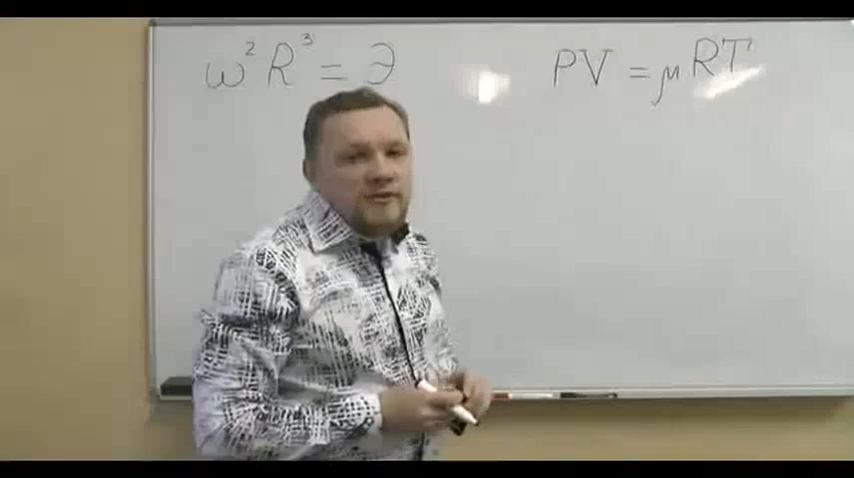 ω²R³ = ∂
PV = μRT